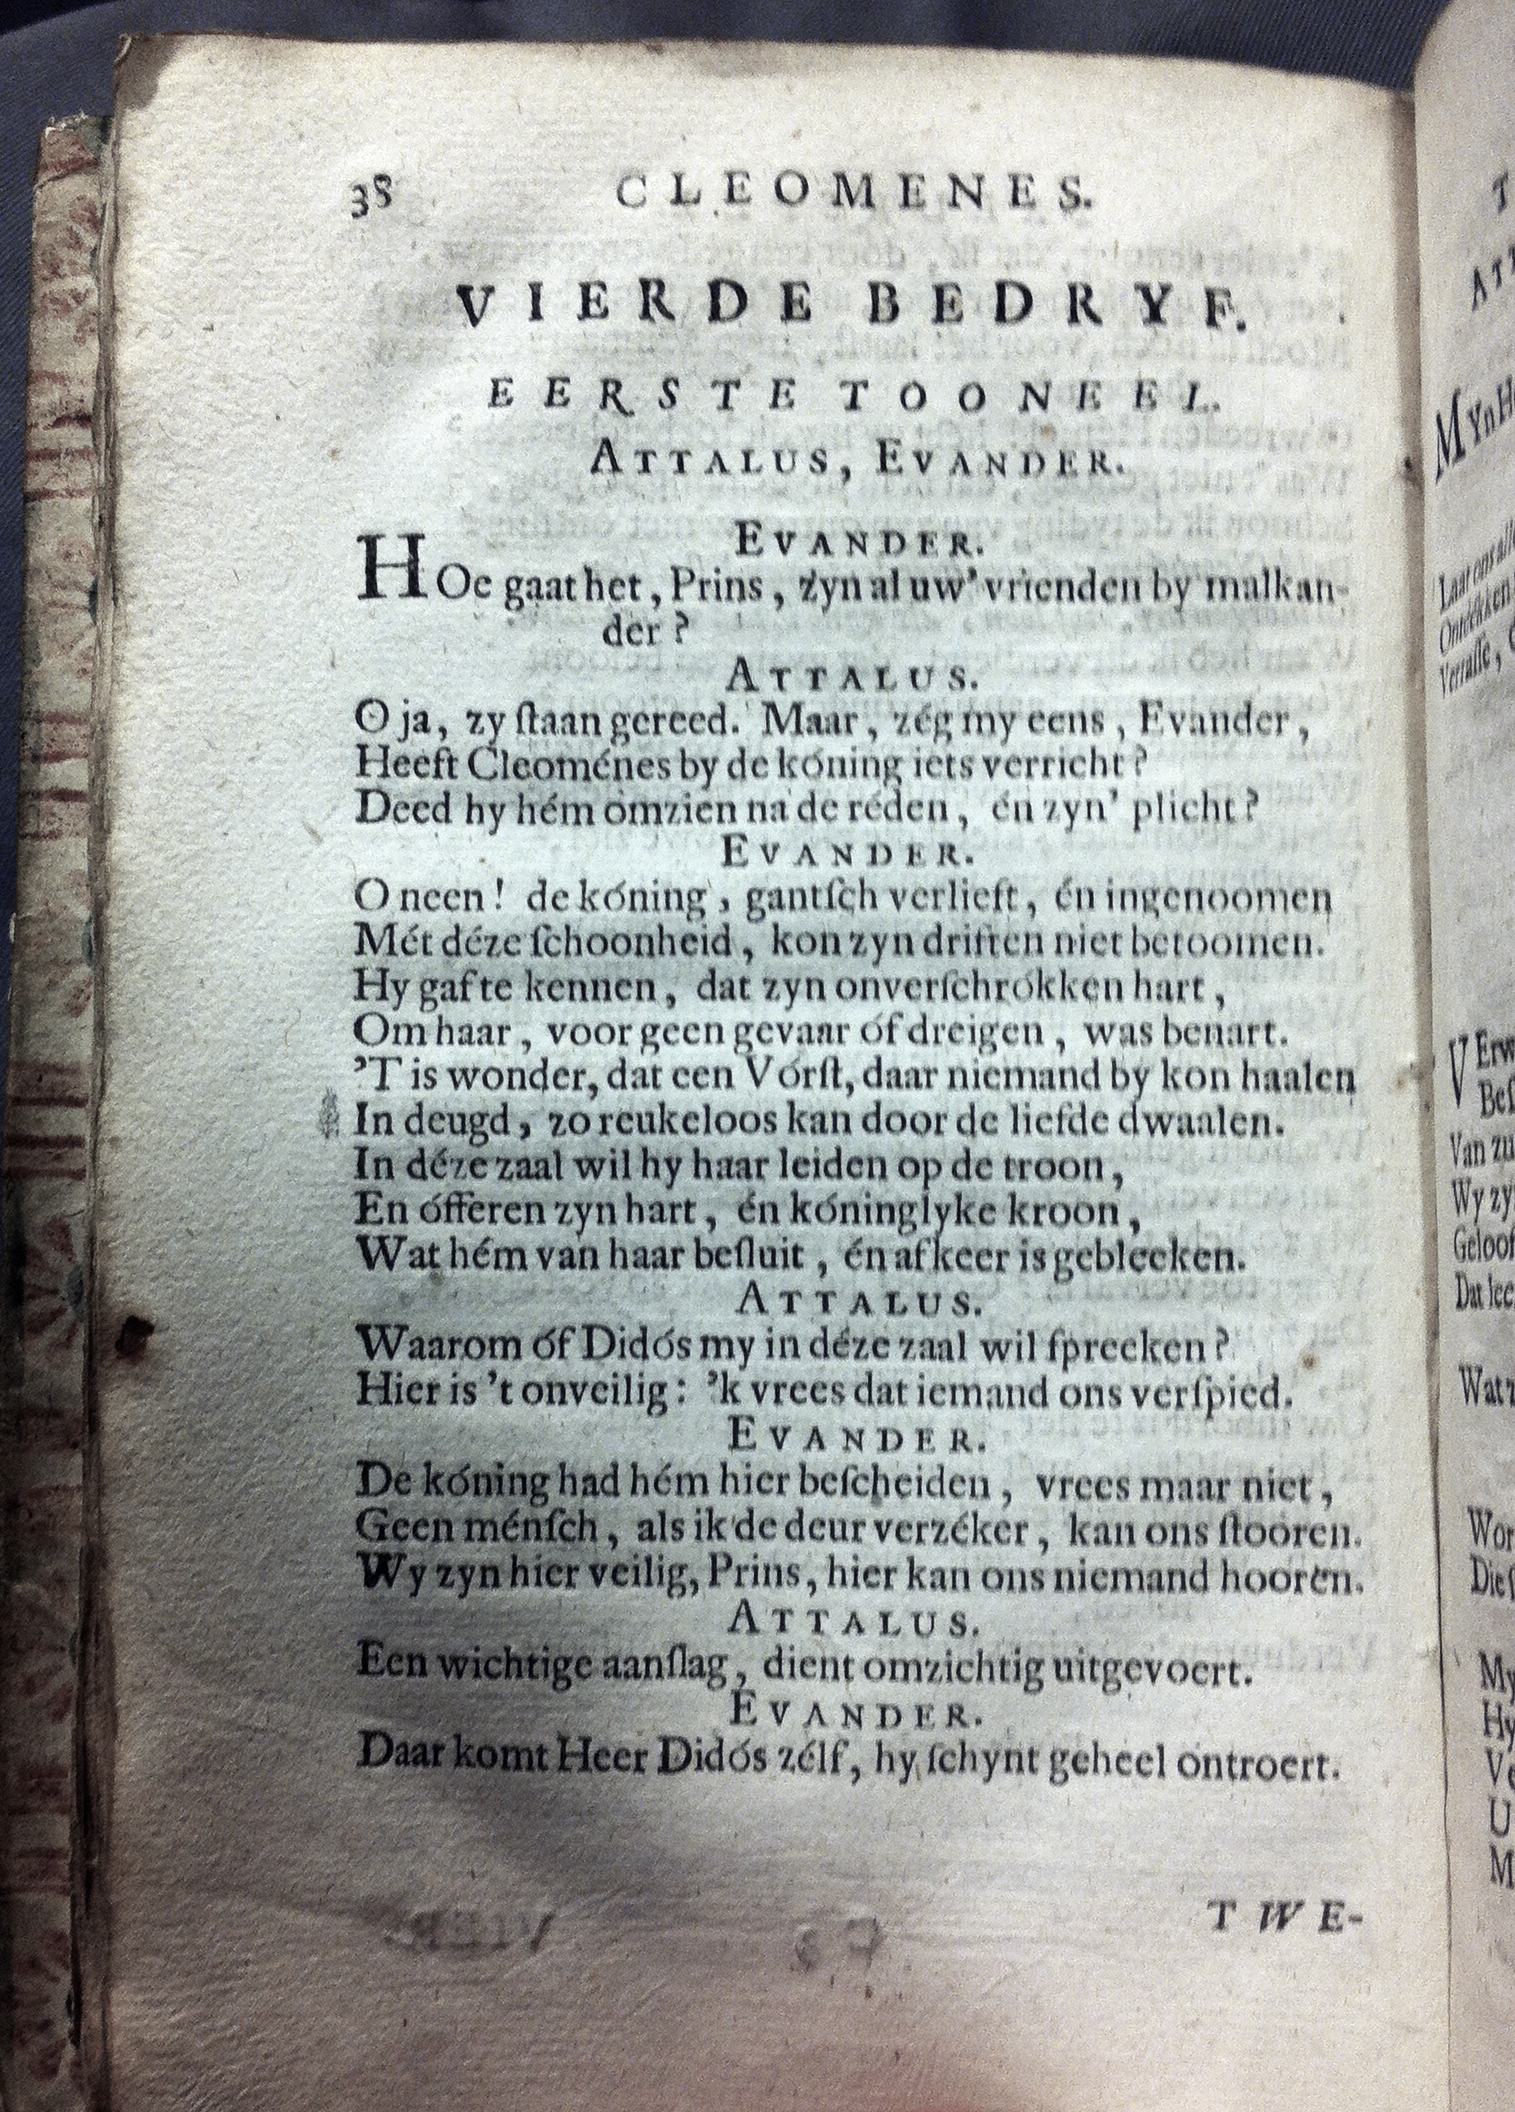 38 CLEOMENES.
VIERDE BEDRYF.
EERSTE TOONEEL.
ATTALUS, EVANDER.
EVANDER.
HOe gaat het, Prins, zyn al uw' vrienden by malkan-
der?
ATTALUS.
O ja, zy ſtaan gereed. Maar, zég my eens, Evander,
Heeft Cleoménes by de kóning iets verricht?
Deed hy hém omzien na de réden, én zyn' plicht?
EVANDER.
O neen! de kóning, gantſch verlieft, én ingenoomen
Mét déze ſchoonheid, kon zyn driften niet betoomen.
Hy gaf te kennen, dat zyn onverſchrókken hart,
Om haar, voor geen gevaar óf dreigen, was benart.
'T is wonder, dat een Vórſt, daar niemand by kon haalen
In deugd, zo reukeloos kan door de liefde dwaalen.
In déze zaal wil hy haar leiden op de troon,
En ófferen zyn hart, én kóninglyke kroon,
Wat hém van haar beſluit, én afkeer is gebleeken.
ATTALUS.
Waarom óf Didós my in déze zaal wil ſpreeken?
Hier is 't onveilig: 'k vrees dat iemand ons verſpied.
EVANDER.
De kóning had hém hier beſcheiden, vrees maar niet,
Geen ménſch, als ik de deur verzéker, kan ons ſtooren.
Wy zyn hier veilig, Prins, hier kan ons niemand hooren.
ATTALUS.
Een wichtige aanſlag, dient omzichtig uitgevoert.
EVANDER.
Daar komt Heer Didós zélf, hy ſchynt geheel ontroert.
TWE-